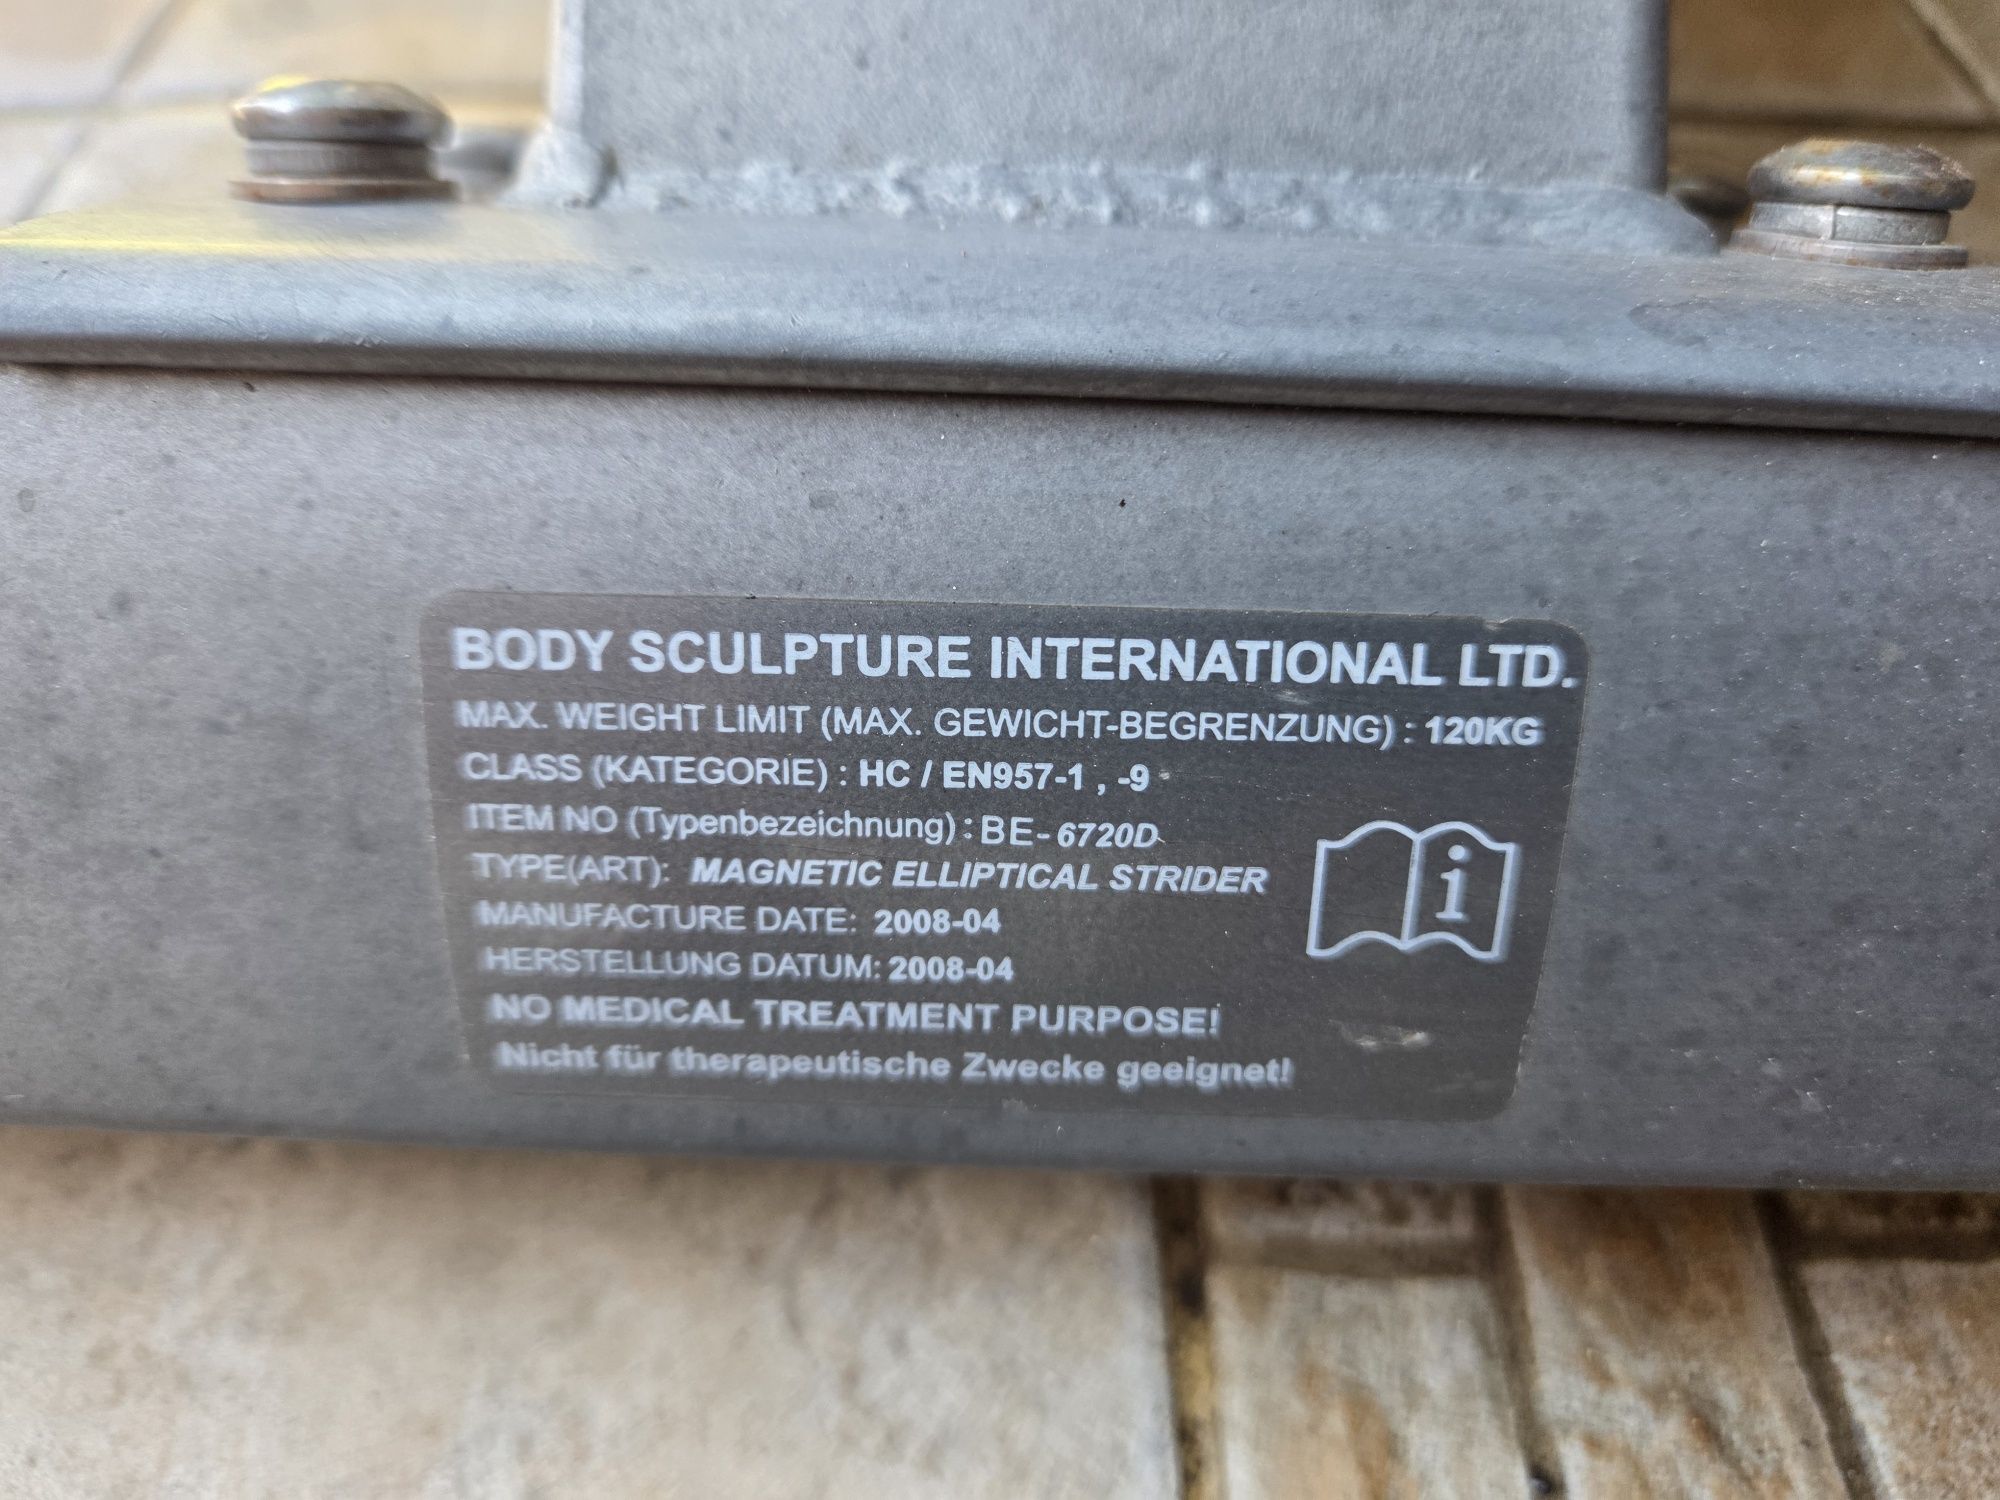 BODY SCULPTURE INTERNATIONAL LTD.
MAX. WEIGHT LIMIT (MAX. GEWICHT-BEGRENZUNG) : 120KG
CLASS (KATEGORIE) : HC / EN957-1 , -9
ITEM NO (Typenbezeichnung) : BE- 6720D
TYPE(ART): MAGNETIC ELLIPTICAL STRIDER
MANUFACTURE DATE: 2008-04
HERSTELLUNG DATUM: 2008-04
NO MEDICAL TREATMENT PURPOSE!
Nicht für therapeutische Zwecke geeignet!
i